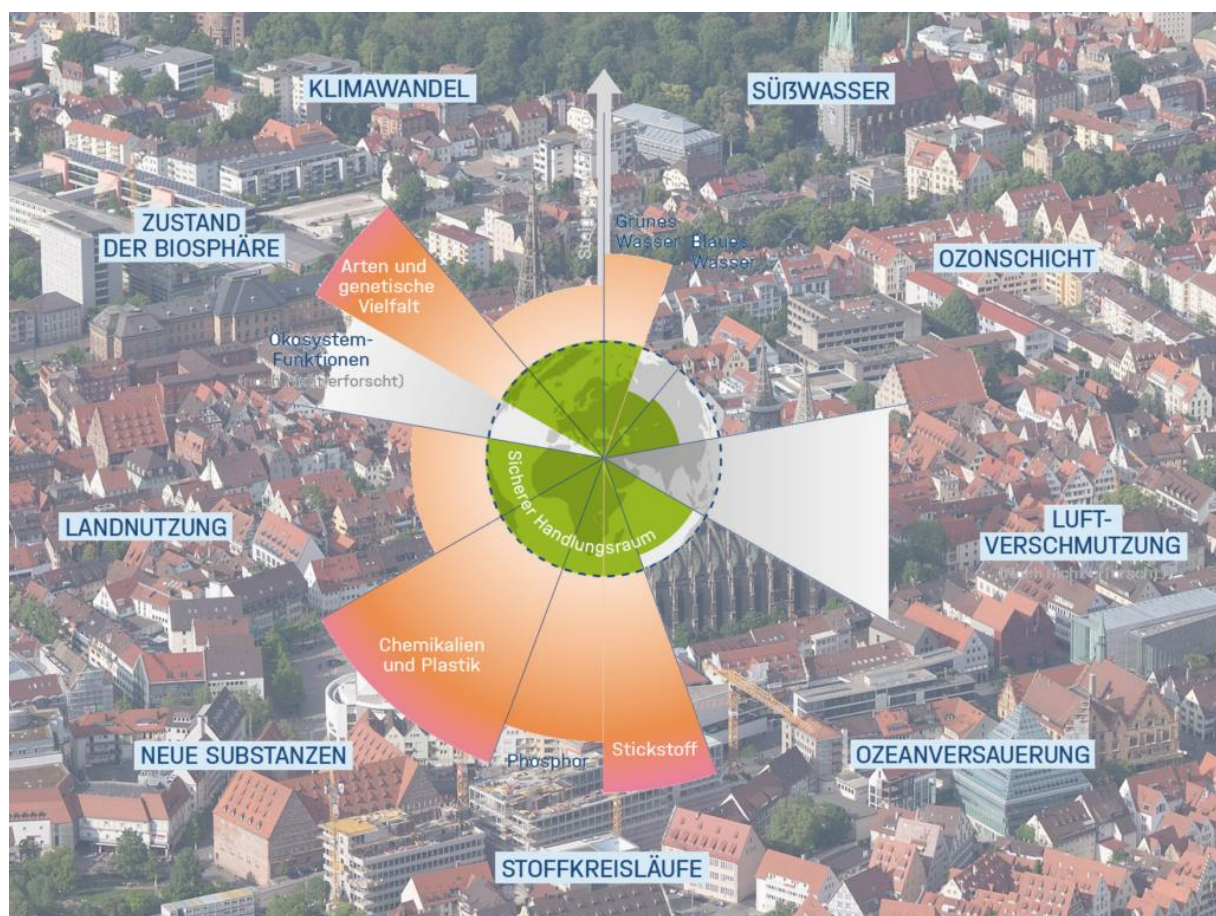 KLIMAWANDEL
SÜẞWASSER
ZUSTAND
DER BIOSPHÄRE
Grünes
Wasser
Blaues
Wasser
OZONSCHICHT
Arten und
genetische
Vielfalt
Ökosystem-
Funktionen
Sicherer Handlungsraum
LANDNUTZUNG
LUFT-
VERSCHMUTZUNG
Chemikalien
und Plastik
NEUE SUBSTANZEN
Phosphor
Stickstoff
OZEANVERSAUERUNG
STOFFKREISLÄUFE